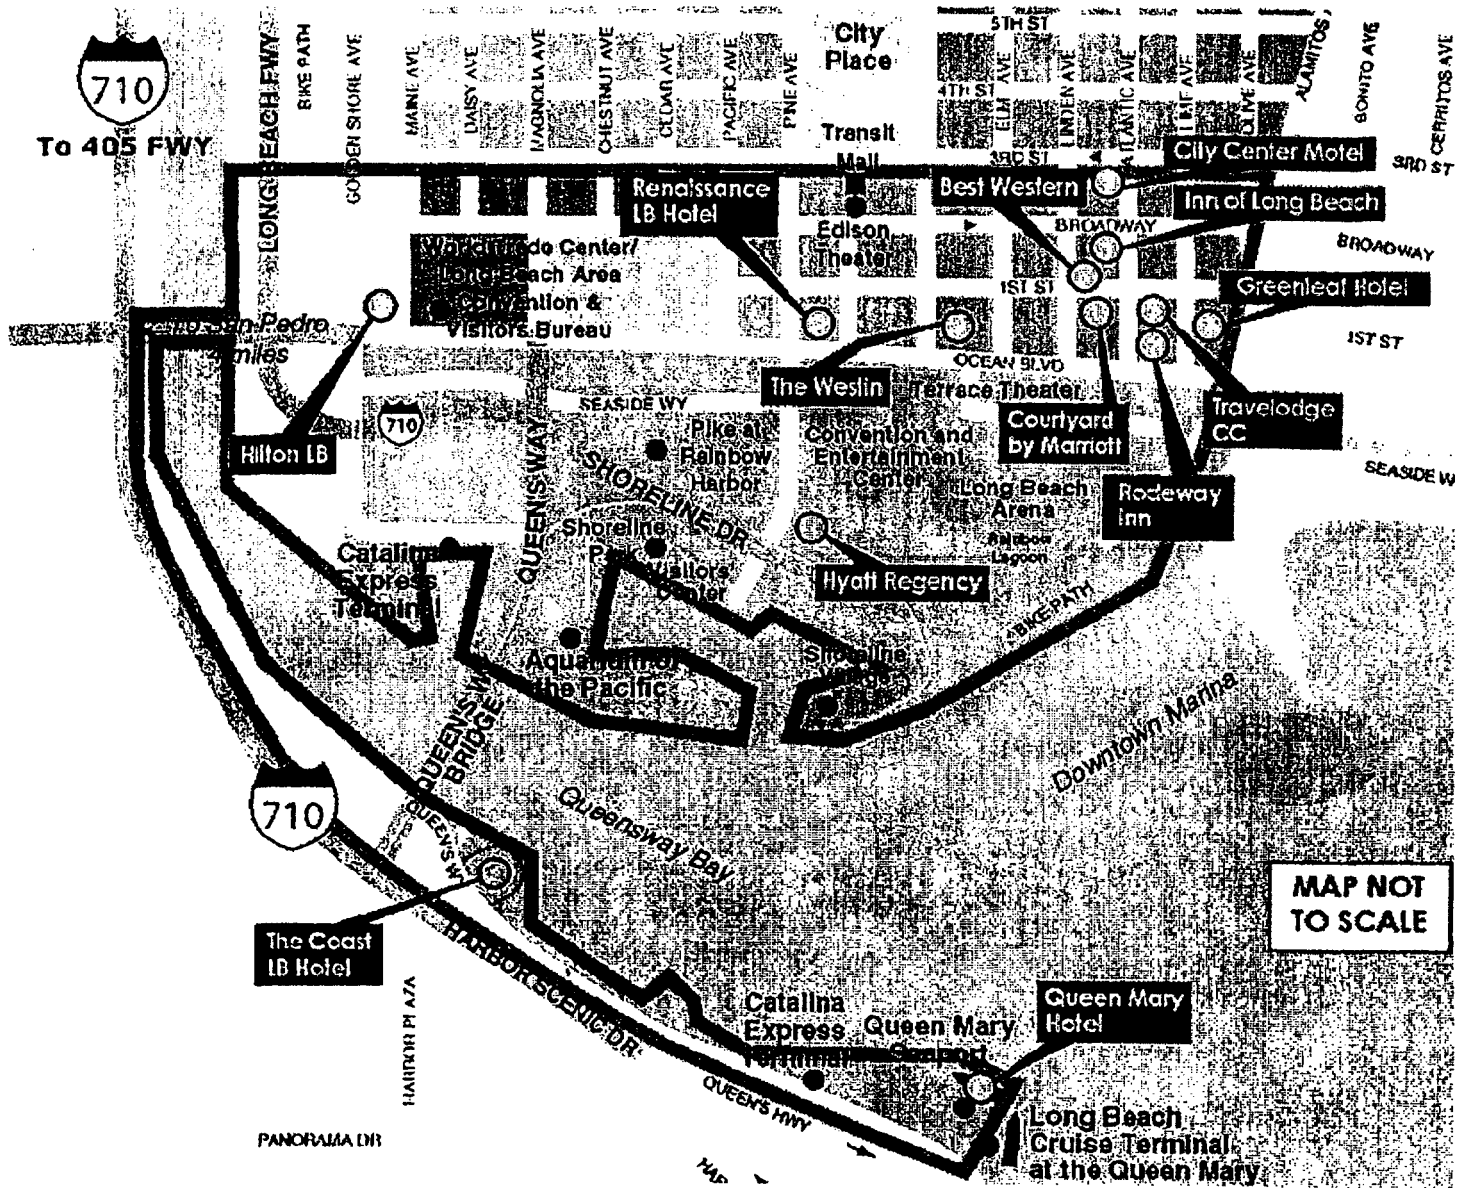 710
To 405 FWY
LONG BEACH FWY
BIKE PATH
GOLDEN SHORE AVE
MAINE AVE
DAISY AVE
MAGNOLIA AVE
CHESTNUT AVE
CEDAR AVE
PACIFIC AVE
PINE AVE
City
Place
Transit
Mall
5TH ST
4TH ST
3RD ST
ELM AVE
LINDEN AVE
ATLANTIC AVE
LIME AVE
OLIVE AVE
ALAMITOS
BONITO AVE
CERRITOS AVE
3RD ST
City Center Motel
Renaissance
LB Hotel
Best Western
Inn of Long Beach
Edison
Theater
BROADWAY
BROADWAY
World Trade Center/
Long Beach Area
Convention &
Visitors Bureau
1ST ST
Greenleaf Hotel
1ST ST
To San Pedro
miles
OCEAN BLVD
The Westin
Terrace Theater
SEASIDE WY
710
Hilton LB
QUEENSWAY
Pike at
Rainbow
Harbor
Convention and
Entertainment
Center
Courtyard
by Marriott
Travelodge
CC
SEASIDE W
SHORELINE DR
Long Beach
Arena
Rodeway
Inn
Shoreline
Park
Visitors
Center
Rainbow
Lagoon
Catalina
Express
Terminal
Hyatt Regency
BIKE PATH
Aquarium of
the Pacific
Shoreline
Village
Downtown Marina
QUEENSWAY
BRIDGE
710
QUEEN'S WY
Queensway Bay
MAP NOT
TO SCALE
The Coast
LB Hotel
HARBOR SCENIC DR
HARBOR PLAZA
Catalina
Express
Terminal
Queen Mary
Seaport
Queen Mary
Hotel
QUEEN'S HWY
Long Beach
Cruise Terminal
at the Queen Mary
PANORAMA DR